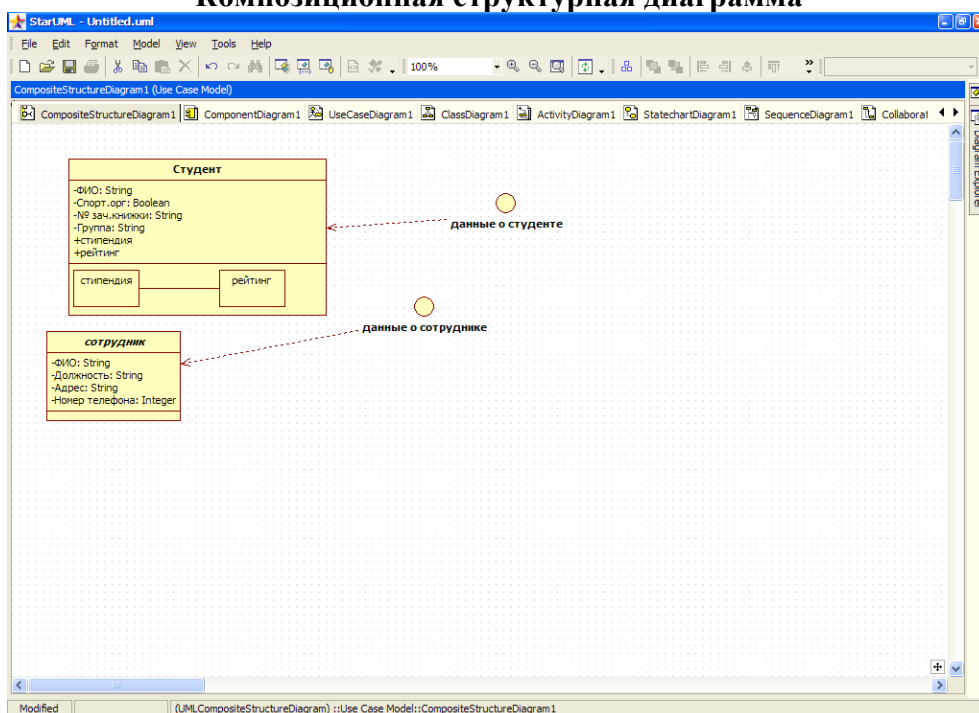 Композиционная структурная диаграмма
StarUML - Untitled.uml
File Edit Format Model View Tools Help
100%
CompositeStructureDiagram1 (Use Case Model)
CompositeStructureDiagram1 ComponentDiagram1 UseCaseDiagram1 ClassDiagram1 ActivityDiagram1 StatechartDiagram1 SequenceDiagram1 Collaborat
Diagram Explorer
Студент
-ФИО: String
-Спорт.орг: Boolean
-№ зач.книжки: String
-Группа: String
+стипендия
+рейтинг
стипендия рейтинг
данные о студенте
данные о сотруднике
сотрудник
-ФИО: String
-Должность: String
-Адрес: String
-Номер телефона: Integer
Modified (UMLCompositeStructureDiagram) ::Use Case Model::CompositeStructureDiagram1